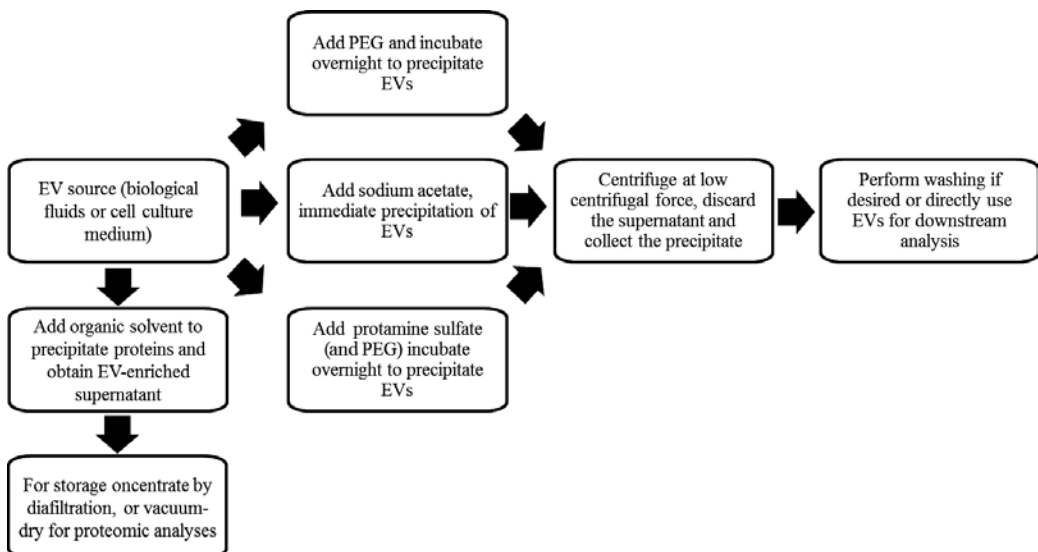 Add PEG and incubate
overnight to precipitate
EVs
EV source (biological
fluids or cell culture
medium)
Add sodium acetate,
immediate precipitation of
EVs
Centrifuge at low
centrifugal force, discard
the supernatant and
collect the precipitate
Perform washing if
desired or directly use
EVs for downstream
analysis
Add organic solvent to
precipitate proteins and
obtain EV-enriched
supernatant
Add protamine sulfate
(and PEG) incubate
overnight to precipitate
EVs
For storage oncentrate by
diafiltration, or vacuum-
dry for proteomic analyses